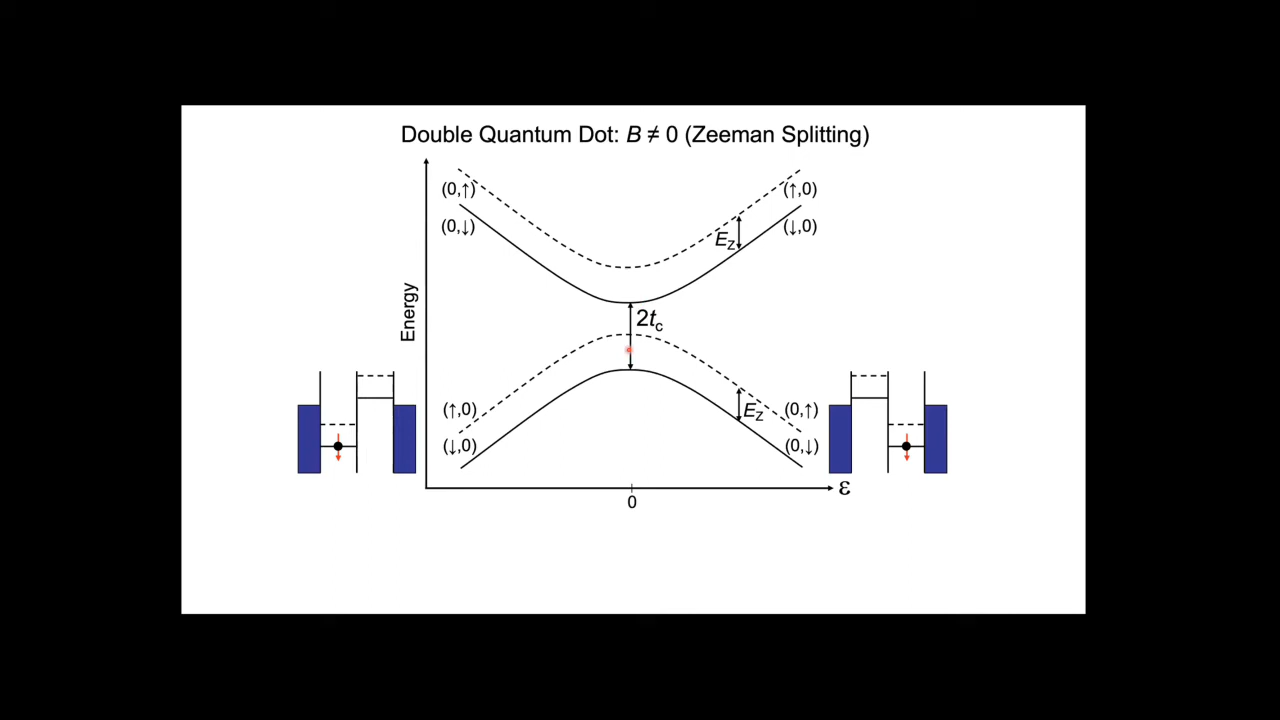 Double Quantum Dot: B ≠ 0 (Zeeman Splitting)
(0,↑)
(↑,0)
(0,↓)
(↓,0)
E_Z
Energy
2t_c
(↑,0)
E_Z
(0,↑)
(↓,0)
(0,↓)
ε
0